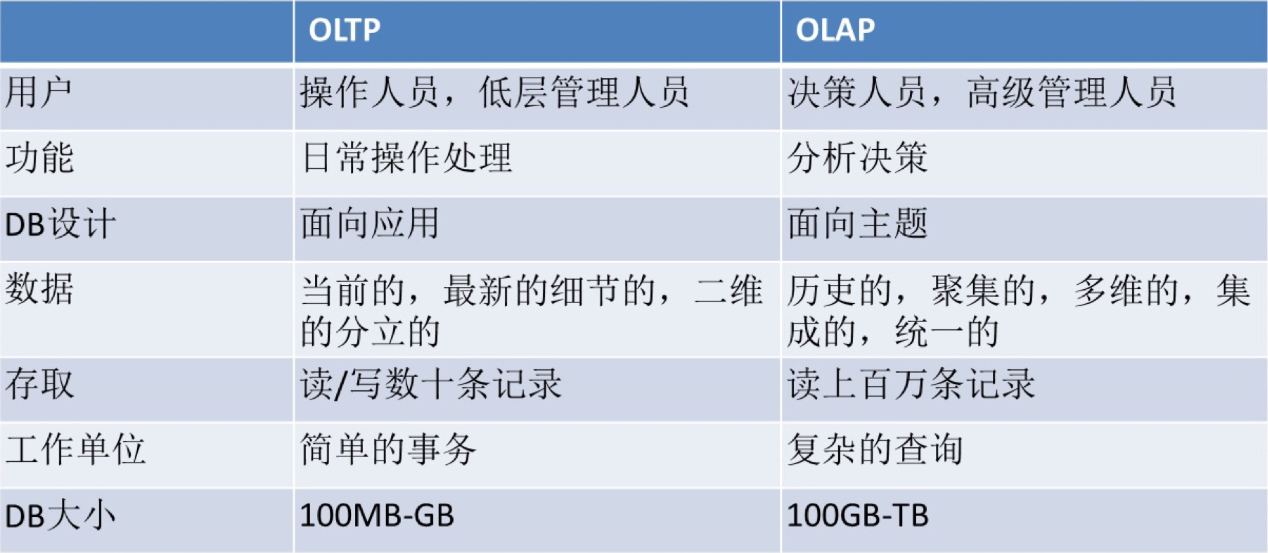 OLTP OLAP
用户 操作人员，低层管理人员 决策人员，高级管理人员
功能 日常操作处理 分析决策
DB设计 面向应用 面向主题
数据 当前的，最新的细节的，二维 历吏的，聚集的，多维的，集
的分立的 成的，统一的
存取 读/写数十条记录 读上百万条记录
工作单位 简单的事务 复杂的查询
DB大小 100MB-GB 100GB-TB